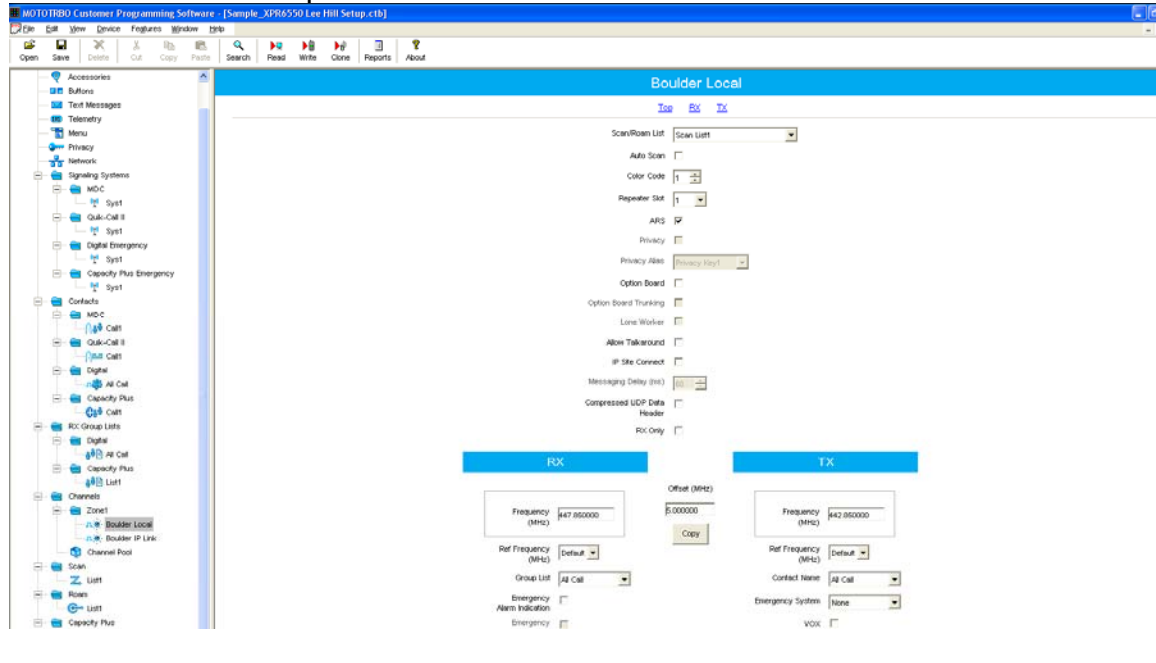 MOTOTRBO Customer Programming Software - [Sample_XPR6550 Lee Hill Setup.ctb]
File Edit View Device Features Window Help
Open Save Delete Cut Copy Paste Search Read Write Clone Reports About
Accessories
Buttons
Text Messages
Telemetry
Menu
Privacy
Network
Signaling Systems
MDC
Sys1
Quik-Call II
Sys1
Digital Emergency
Sys1
Capacity Plus Emergency
Sys1
Contacts
MDC
Call1
Quik-Call II
Call1
Digital
All Call
Capacity Plus
Call1
RX Group Lists
Digital
All Call
Capacity Plus
List1
Channels
Zone1
Boulder Local
Boulder IP Link
Channel Pool
Scan
List1
Roam
List1
Capacity Plus
Boulder Local
Top RX TX
Scan/Roam List Scan List1
Auto Scan
Color Code 1
Repeater Slot 1
ARS
Privacy
Privacy Alias Privacy Key1
Option Board
Option Board Trunking
Lone Worker
Allow Talkaround
IP Site Connect
Messaging Delay (ms) 60
Compressed UDP Data
Header
RX Only
RX TX
Offset (MHz)
Frequency
(MHz) 447.850000 5.000000 Frequency
(MHz) 442.850000
Copy
Ref Frequency
(MHz) Default Ref Frequency
(MHz) Default
Group List All Call Contact Name All Call
Emergency
Alarm Indication Emergency System None
Emergency VOX